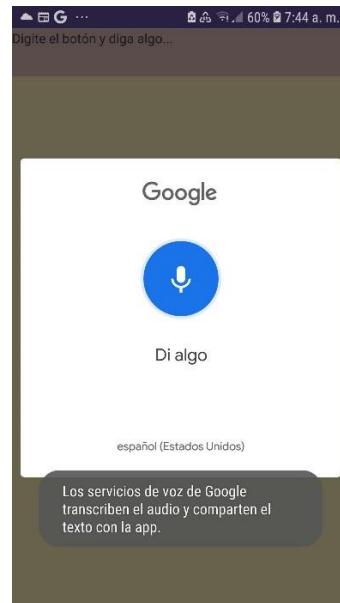 G ... 60% 7:44 a. m.
Digite el botón y diga algo...
Google
Di algo
español (Estados Unidos)
Los servicios de voz de Google
transcriben el audio y comparten el
texto con la app.